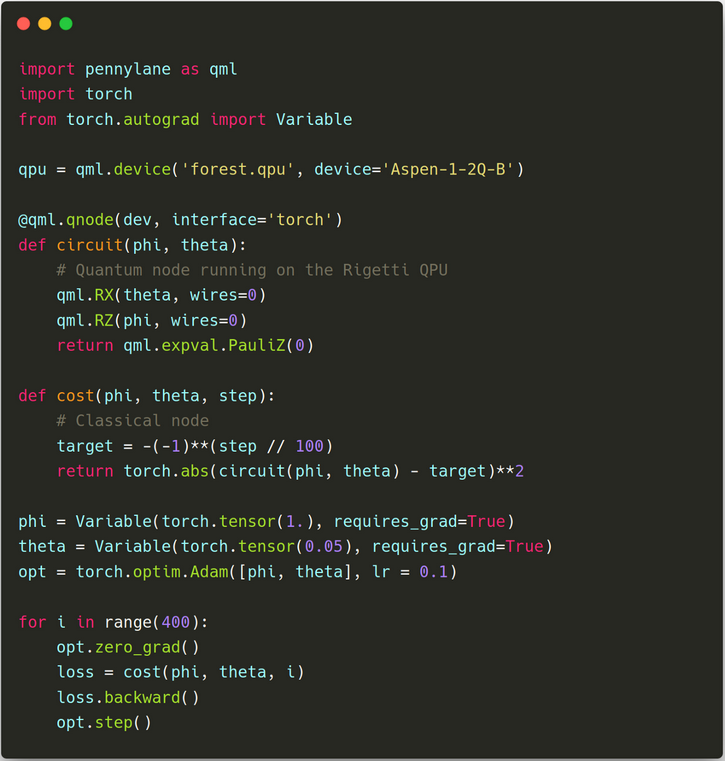 import pennylane as qml
import torch
from torch.autograd import Variable

qpu = qml.device('forest.qpu', device='Aspen-1-2Q-B')

@qml.qnode(dev, interface='torch')
def circuit(phi, theta):
    # Quantum node running on the Rigetti QPU
    qml.RX(theta, wires=0)
    qml.RZ(phi, wires=0)
    return qml.expval.PauliZ(0)

def cost(phi, theta, step):
    # Classical node
    target = -(-1)**(step // 100)
    return torch.abs(circuit(phi, theta) - target)**2

phi = Variable(torch.tensor(1.), requires_grad=True)
theta = Variable(torch.tensor(0.05), requires_grad=True)
opt = torch.optim.Adam([phi, theta], lr = 0.1)

for i in range(400):
    opt.zero_grad()
    loss = cost(phi, theta, i)
    loss.backward()
    opt.step()